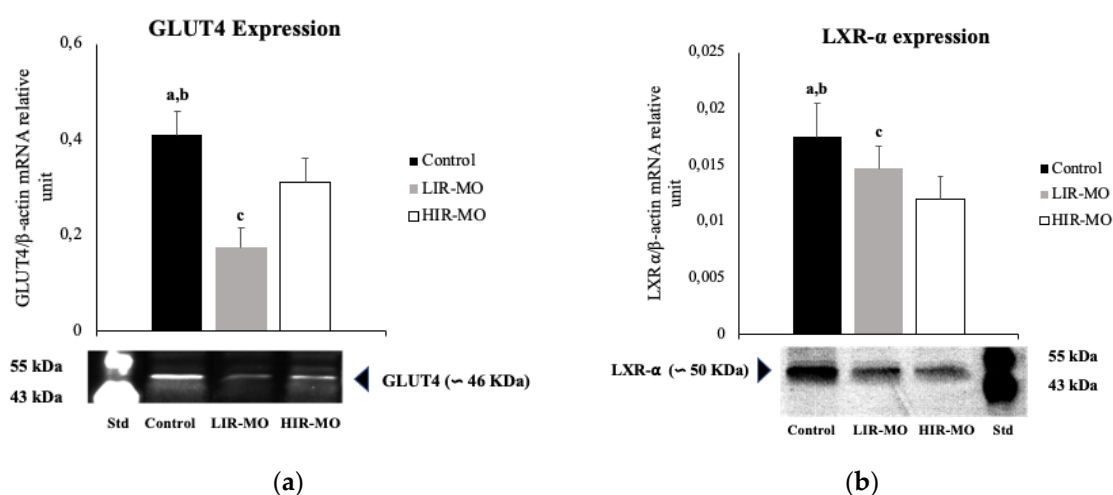 GLUT4 Expression
0,6
0,4
0,2
0
GLUT4/β-actin mRNA relative
unit
a,b
c
Control
LIR-MO
HIR-MO
55 kDa
43 kDa
GLUT4 (~ 46 KDa)
Std Control LIR-MO HIR-MO
(a)
LXR-α expression
0,025
0,02
0,015
0,01
0,005
0
LXR α/β-actin mRNA relative
unit
a,b
c
Control
LIR-MO
HIR-MO
LXR-α (~ 50 KDa)
55 kDa
43 kDa
Control LIR-MO HIR-MO Std
(b)